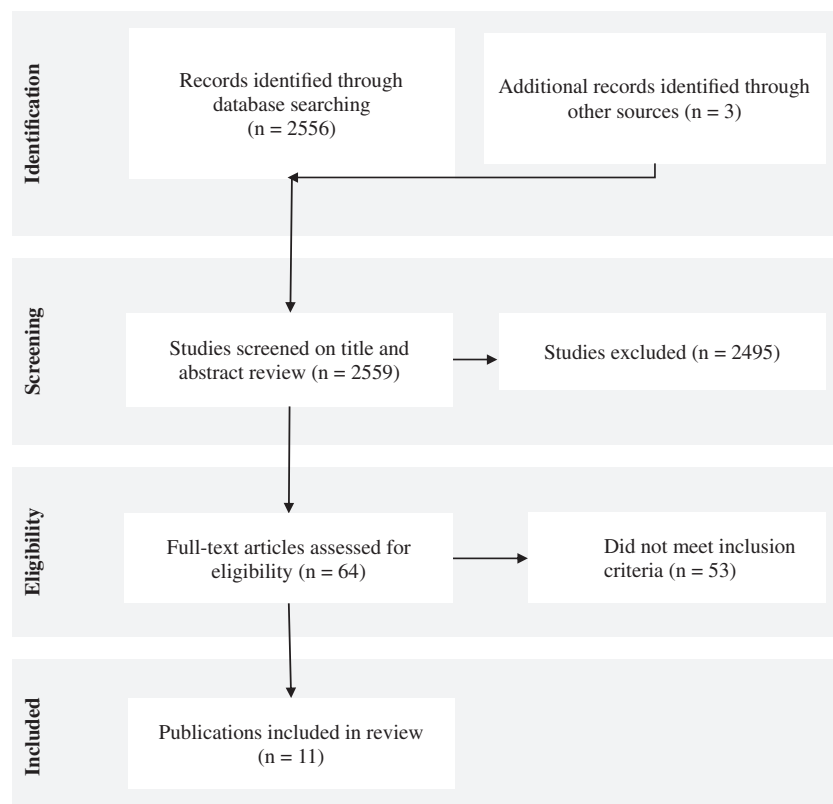 Identification
Records identified through
database searching
(n = 2556)
Additional records identified through
other sources (n = 3)
Screening
Studies screened on title and
abstract review (n = 2559)
Studies excluded (n = 2495)
Eligibility
Full-text articles assessed for
eligibility (n = 64)
Did not meet inclusion
criteria (n = 53)
Included
Publications included in review
(n = 11)